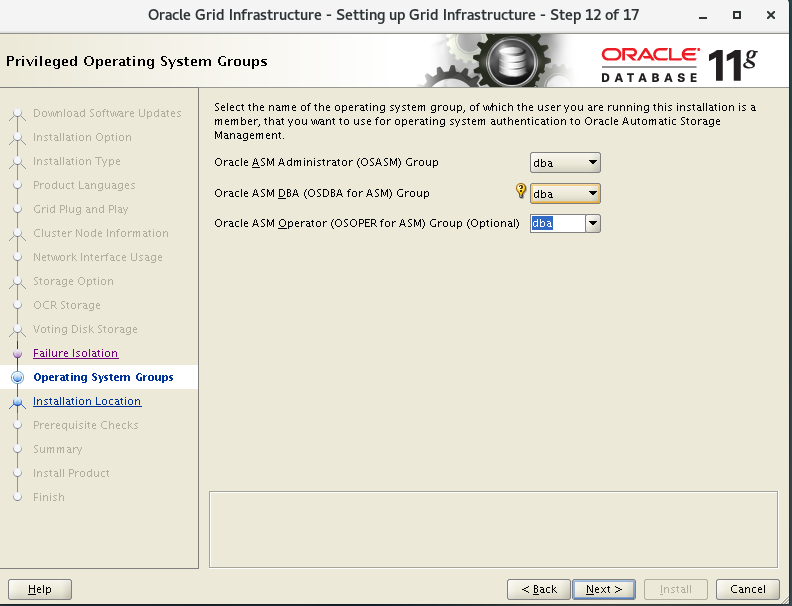 Oracle Grid Infrastructure - Setting up Grid Infrastructure - Step 12 of 17
Privileged Operating System Groups
ORACLE
DATABASE
11g
Download Software Updates
Installation Option
Installation Type
Product Languages
Grid Plug and Play
Cluster Node Information
Network Interface Usage
Storage Option
OCR Storage
Voting Disk Storage
Failure Isolation
Operating System Groups
Installation Location
Prerequisite Checks
Summary
Install Product
Finish
Select the name of the operating system group, of which the user you are running this installation is a
member, that you want to use for operating system authentication to Oracle Automatic Storage
Management.
Oracle ASM Administrator (OSASM) Group dba
Oracle ASM DBA (OSDBA for ASM) Group ? dba
Oracle ASM Operator (OSOPER for ASM) Group (Optional) dba
Help < Back Next > Install Cancel